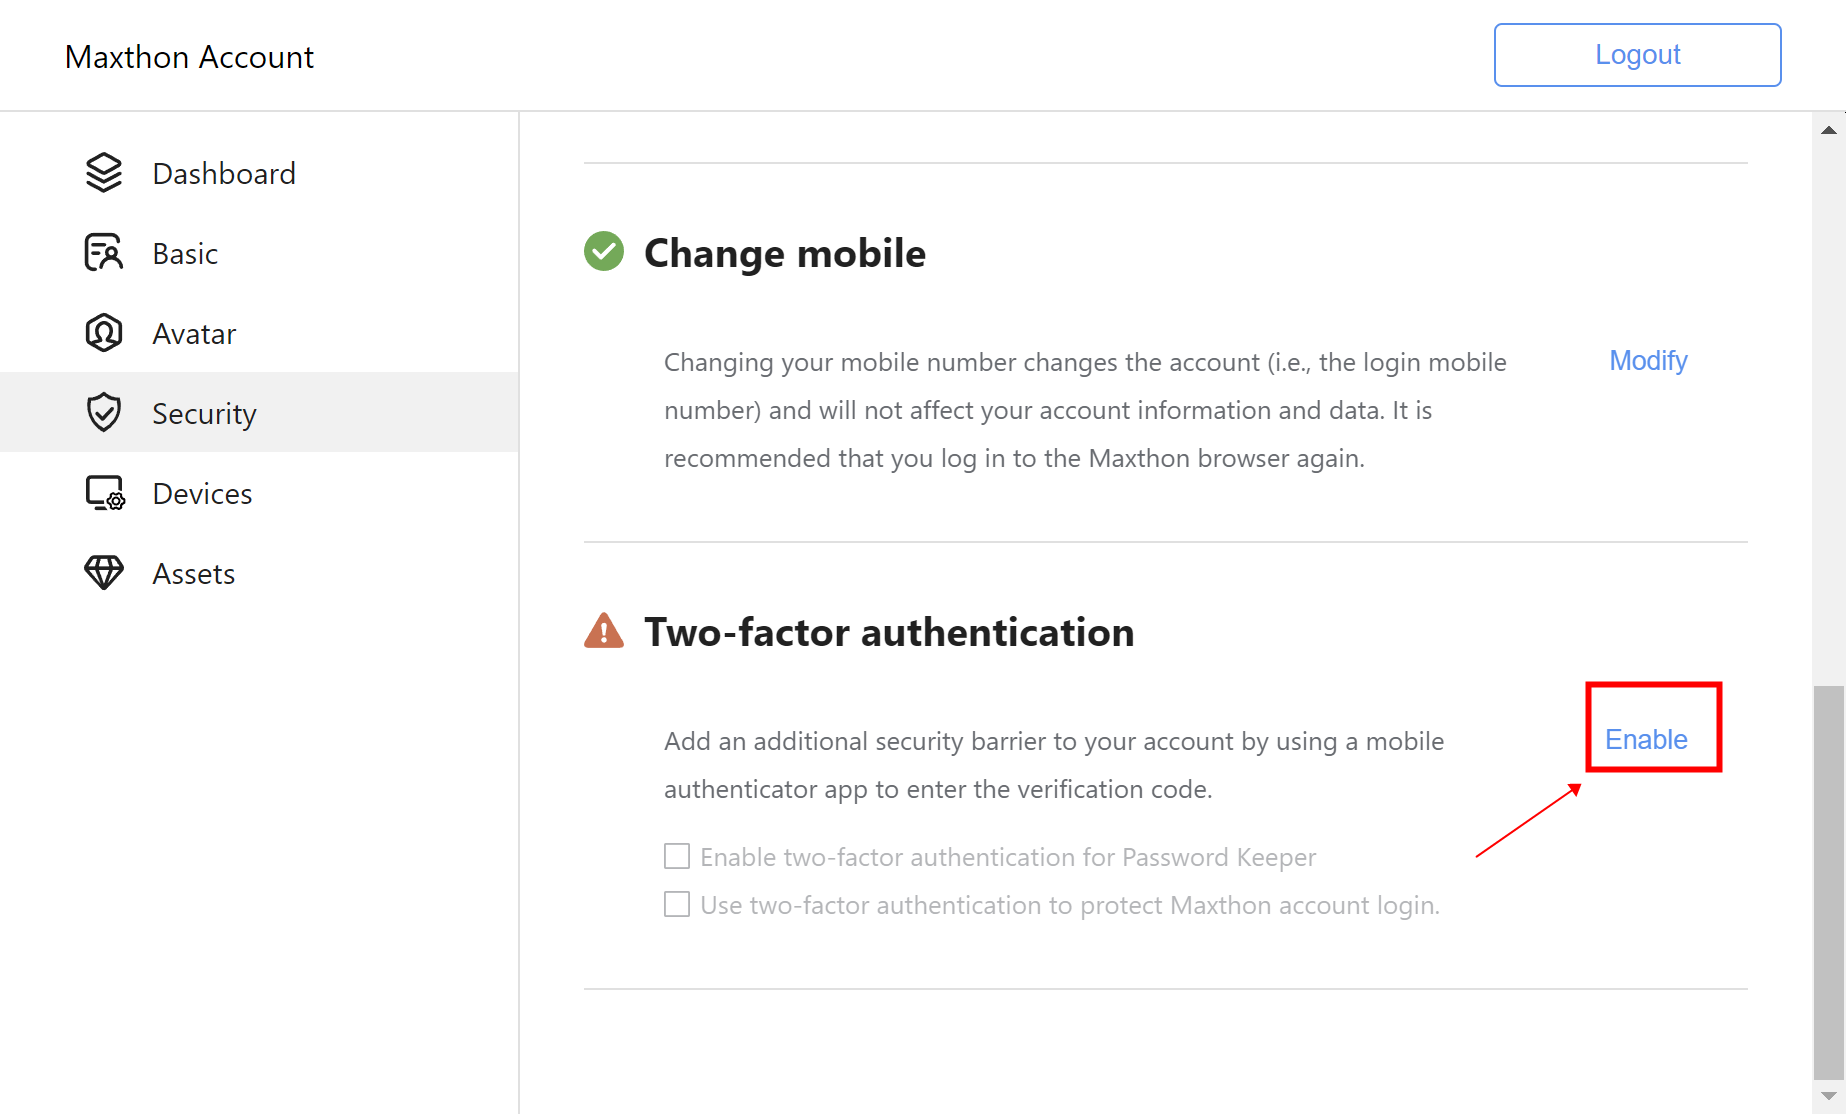 Maxthon Account
Logout
Dashboard
Basic
Avatar
Security
Devices
Assets
Change mobile
Changing your mobile number changes the account (i.e., the login mobile
number) and will not affect your account information and data. It is
recommended that you log in to the Maxthon browser again.
Modify
Two-factor authentication
Add an additional security barrier to your account by using a mobile
authenticator app to enter the verification code.
Enable
Enable two-factor authentication for Password Keeper
Use two-factor authentication to protect Maxthon account login.